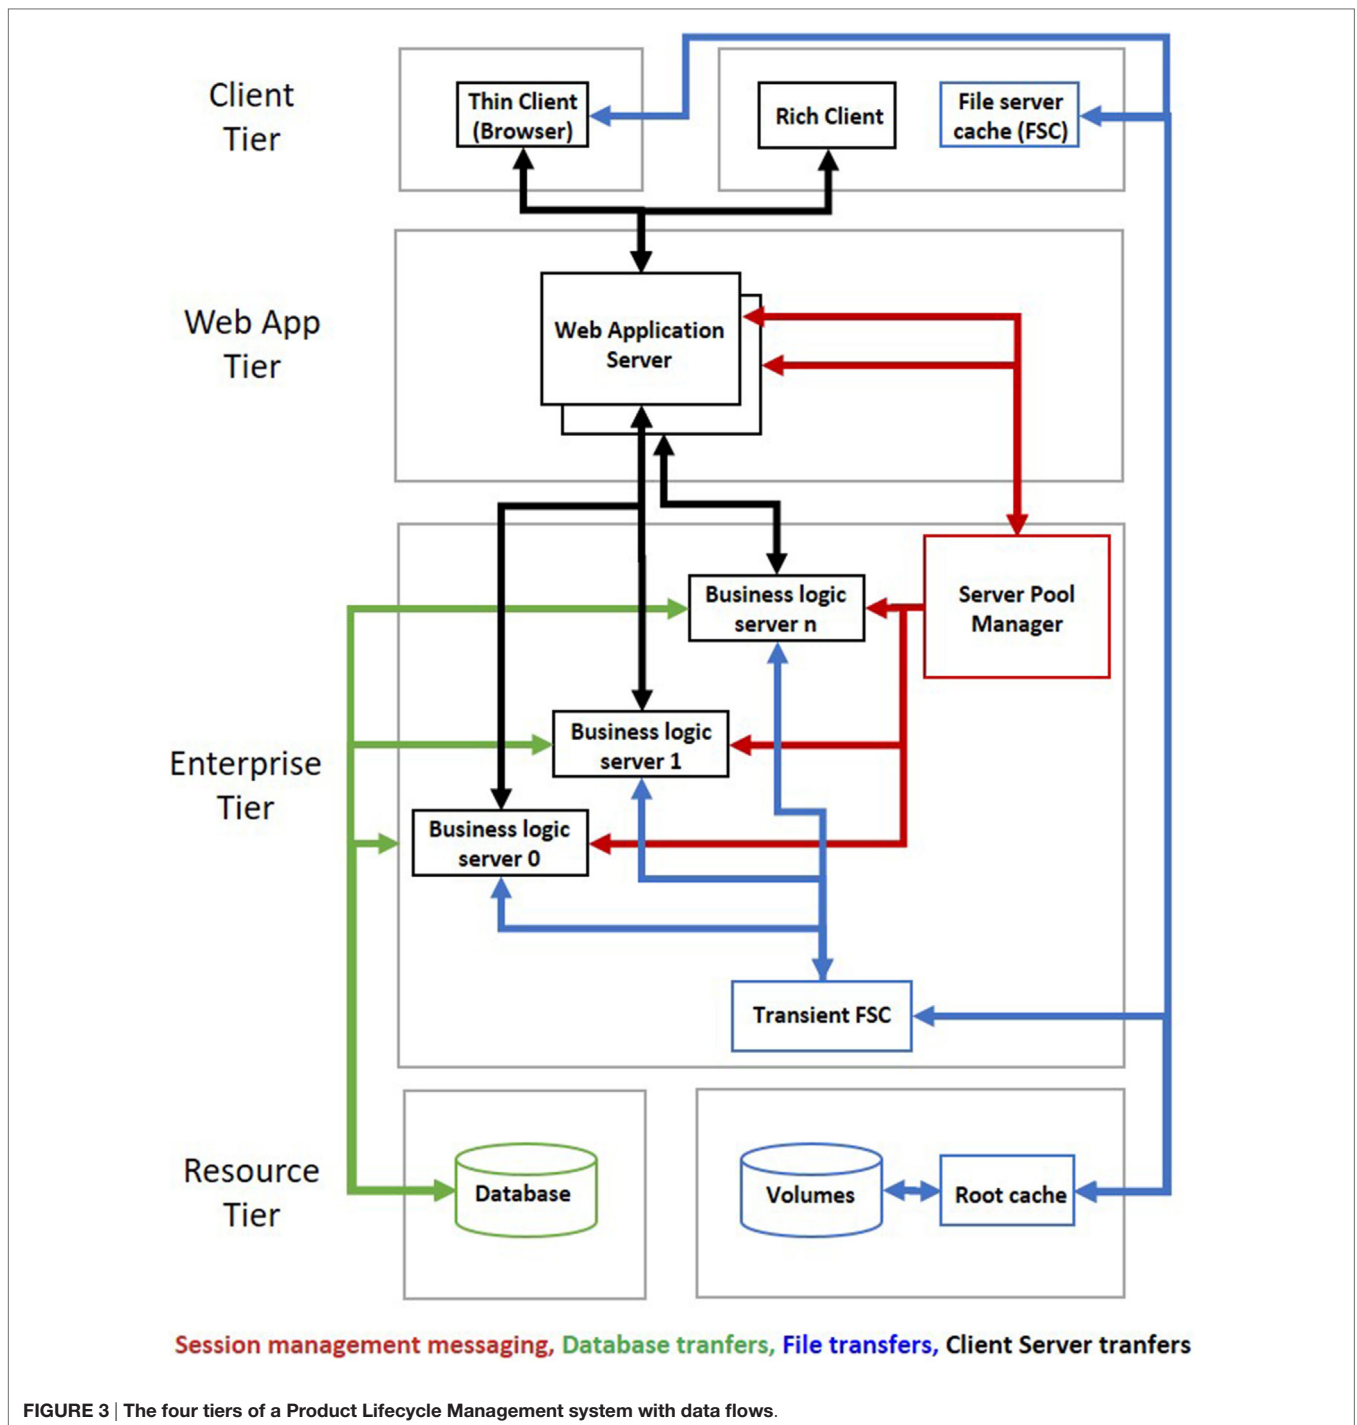 Client
Tier
Thin Client
(Browser)
Rich Client
File server
cache (FSC)
Web App
Tier
Web Application
Server
Server Pool
Manager
Business logic
server n
Enterprise
Tier
Business logic
server 1
Business logic
server 0
Transient FSC
Resource
Tier
Database
Volumes
Root cache
Session management messaging, Database tranfers, File transfers, Client Server tranfers
FIGURE 3 | The four tiers of a Product Lifecycle Management system with data flows.